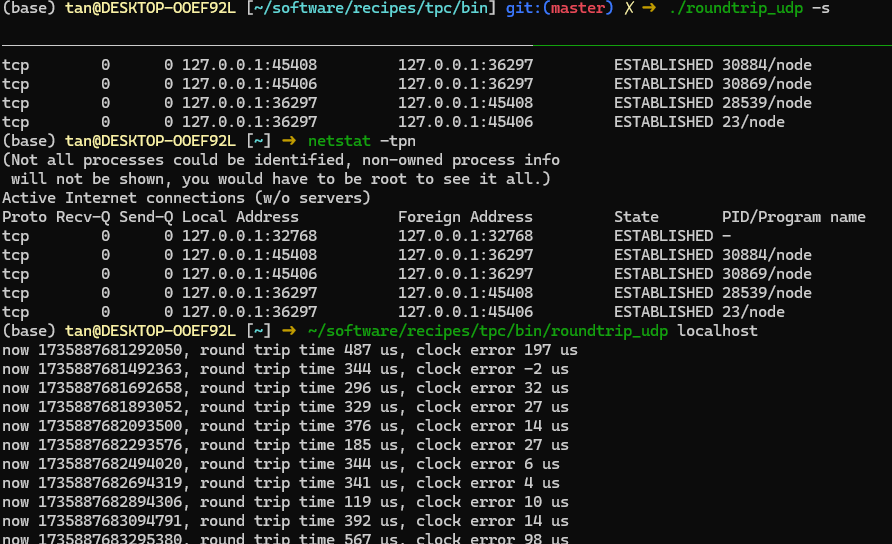 (base) tan@DESKTOP-OOEF92L [~/software/recipes/tpc/bin] git:(master) ✗ ➜ ./roundtrip_udp -s
tcp        0      0 127.0.0.1:45408         127.0.0.1:36297         ESTABLISHED 30884/node
tcp        0      0 127.0.0.1:45406         127.0.0.1:36297         ESTABLISHED 30869/node
tcp        0      0 127.0.0.1:36297         127.0.0.1:45408         ESTABLISHED 28539/node
tcp        0      0 127.0.0.1:36297         127.0.0.1:45406         ESTABLISHED 23/node
(base) tan@DESKTOP-OOEF92L [~] ➜ netstat -tpn
(Not all processes could be identified, non-owned process info
 will not be shown, you would have to be root to see it all.)
Active Internet connections (w/o servers)
Proto Recv-Q Send-Q Local Address           Foreign Address         State       PID/Program name
tcp        0      0 127.0.0.1:32768         127.0.0.1:32768         ESTABLISHED -
tcp        0      0 127.0.0.1:45408         127.0.0.1:36297         ESTABLISHED 30884/node
tcp        0      0 127.0.0.1:45406         127.0.0.1:36297         ESTABLISHED 30869/node
tcp        0      0 127.0.0.1:36297         127.0.0.1:45408         ESTABLISHED 28539/node
tcp        0      0 127.0.0.1:36297         127.0.0.1:45406         ESTABLISHED 23/node
(base) tan@DESKTOP-OOEF92L [~] ➜ ~/software/recipes/tpc/bin/roundtrip_udp localhost
now 1735887681292050, round trip time 487 us, clock error 197 us
now 1735887681492363, round trip time 344 us, clock error -2 us
now 1735887681692658, round trip time 296 us, clock error 32 us
now 1735887681893052, round trip time 329 us, clock error 27 us
now 1735887682093500, round trip time 376 us, clock error 14 us
now 1735887682293576, round trip time 185 us, clock error 27 us
now 1735887682494020, round trip time 344 us, clock error 6 us
now 1735887682694319, round trip time 341 us, clock error 4 us
now 1735887682894306, round trip time 119 us, clock error 10 us
now 1735887683094791, round trip time 392 us, clock error 14 us
now 1735887683295380, round trip time 567 us, clock error 98 us